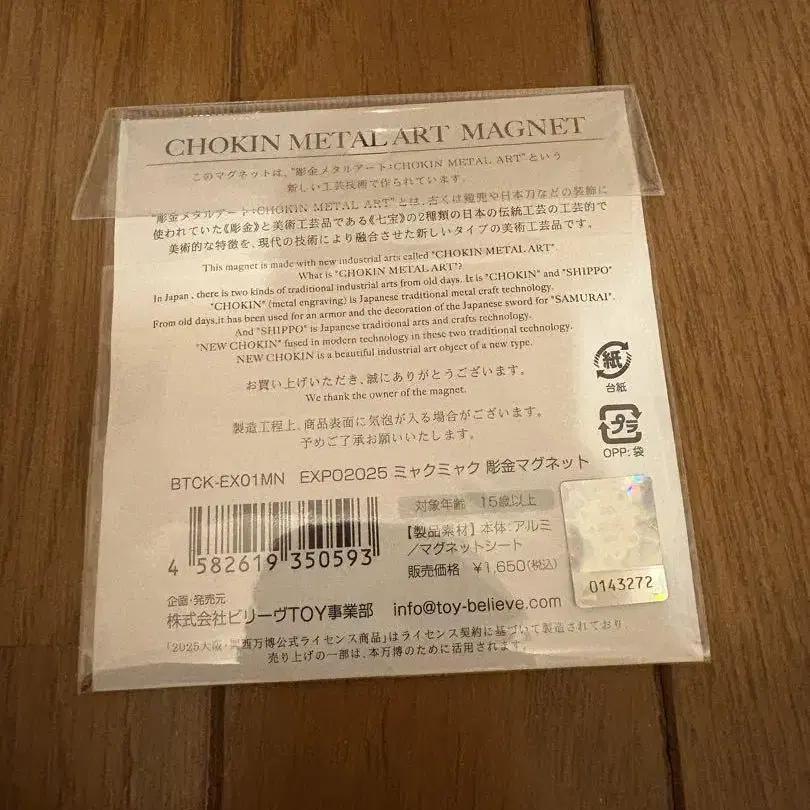 CHOKIN METAL ART MAGNET
このマグネットは、"彫金メタルアート:CHOKIN METAL ART"という
新しい工芸技術で作られています。
"彫金メタルアート:CHOKIN METAL ART"とは、古くは鎧兜や日本刀などの装飾に
使われていた《彫金》と美術工芸品である《七宝》の2種類の日本の伝統工芸の工芸的で
美術的な特徴を、現代の技術により融合させた新しいタイプの美術工芸品です。
This magnet is made with new industrial arts called "CHOKIN METAL ART".
What is "CHOKIN METAL ART"?
In Japan , there is two kinds of traditional industrial arts from old days. It is "CHOKIN" and "SHIPPO"
"CHOKIN" (metal engraving) is Japanese traditional metal craft technology.
From old days,it has been used for an armor and the decoration of the Japanese sword for "SAMURAI".
And "SHIPPO" is Japanese traditional arts and crafts technology.
"NEW CHOKIN" fused in modern technology in these two traditional technology.
NEW CHOKIN is a beautiful industrial art object of a new type.
お買い上げいただき、誠にありがとうございます。
We thank the owner of the magnet.
製造工程上、商品表面に気泡が入る場合がございます。
予めご了承お願いいたします。
紙
台紙
プラ
OPP:袋
BTCK-EX01MN EXPO2025 ミャクミャク 彫金マグネット
対象年齢 15歳以上
【製品素材】本体:アルミ
/マグネットシート
販売価格 ¥1,650(税込)
4 582619 350593
0143272
企画・発売元
株式会社ビリーヴTOY事業部 info@toy-believe.com
「2025大阪・関西万博公式ライセンス商品」はライセンス契約に基づいて製造されており、
売り上げの一部は、本万博のために活用されます。